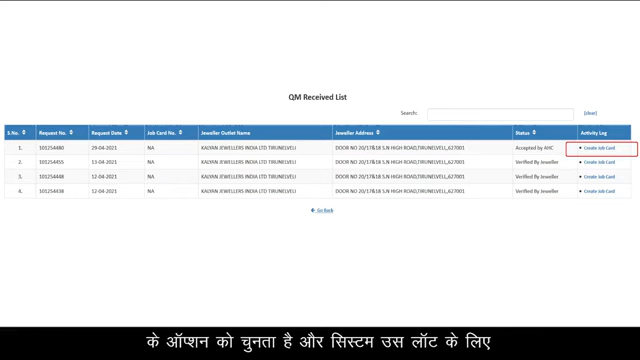 QM Received List
Search: [clear]
S.No. Request No. Request Date Job Card No. Jeweller Outlet Name Jeweller Address Status Activity Log
1. 101254480 29-04-2021 NA KALYAN JEWELLERS INDIA LTD TIRUNELVELI DOOR NO 20/17&18 S.N HIGH ROAD,TIRUNELVELI,,627001 Accepted by AHC Create Job Card
2. 101254455 13-04-2021 NA KALYAN JEWELLERS INDIA LTD TIRUNELVELI DOOR NO 20/17&18 S.N HIGH ROAD,TIRUNELVELI,,627001 Verified By Jeweller Create Job Card
3. 101254448 12-04-2021 NA KALYAN JEWELLERS INDIA LTD TIRUNELVELI DOOR NO 20/17&18 S.N HIGH ROAD,TIRUNELVELI,,627001 Verified By Jeweller Create Job Card
4. 101254438 12-04-2021 NA KALYAN JEWELLERS INDIA LTD TIRUNELVELI DOOR NO 20/17&18 S.N HIGH ROAD,TIRUNELVELI,,627001 Verified By Jeweller Create Job Card
Go Back
के ऑप्शन को चुनता है और सिस्टम उस लॉट के लिए